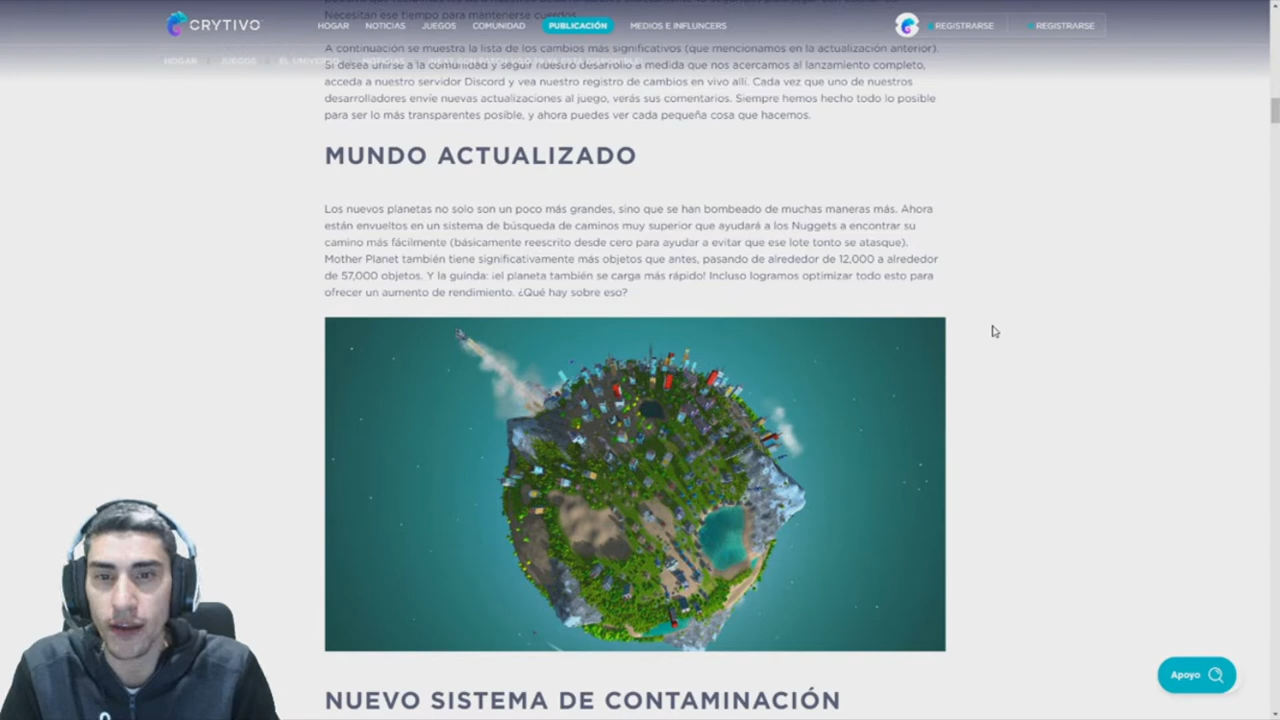 CRYTIVO
HOGAR NOTICIAS JUEGOS COMUNIDAD PUBLICACIÓN MEDIOS E INFLUNCERS REGISTRARSE REGISTRARSE
Necesitan ese tiempo para mantenerse cuerdos.
A continuación se muestra la lista de los cambios más significativos (que mencionamos en la actualización anterior).
HOGAR JUEGOS
Si desea unirse a la comunidad y seguir nuestro desarrollo a medida que nos acercamos al lanzamiento completo,
acceda a nuestro servidor Discord y vea nuestro registro de cambios en vivo allí. Cada vez que uno de nuestros
desarrolladores envíe nuevas actualizaciones al juego, verás sus comentarios. Siempre hemos hecho todo lo posible
para ser lo más transparentes posible, y ahora puedes ver cada pequeña cosa que hacemos.
MUNDO ACTUALIZADO
Los nuevos planetas no solo son un poco más grandes, sino que se han bombeado de muchas maneras más. Ahora
están envueltos en un sistema de búsqueda de caminos muy superior que ayudará a los Nuggets a encontrar su
camino más fácilmente (básicamente reescrito desde cero para ayudar a evitar que ese lote tonto se atasque).
Mother Planet también tiene significativamente más objetos que antes, pasando de alrededor de 12,000 a alrededor
de 57,000 objetos. Y la guinda: ¡el planeta también se carga más rápido! Incluso logramos optimizar todo esto para
ofrecer un aumento de rendimiento. ¿Qué hay sobre eso?
Apoyo
NUEVO SISTEMA DE CONTAMINACIÓN